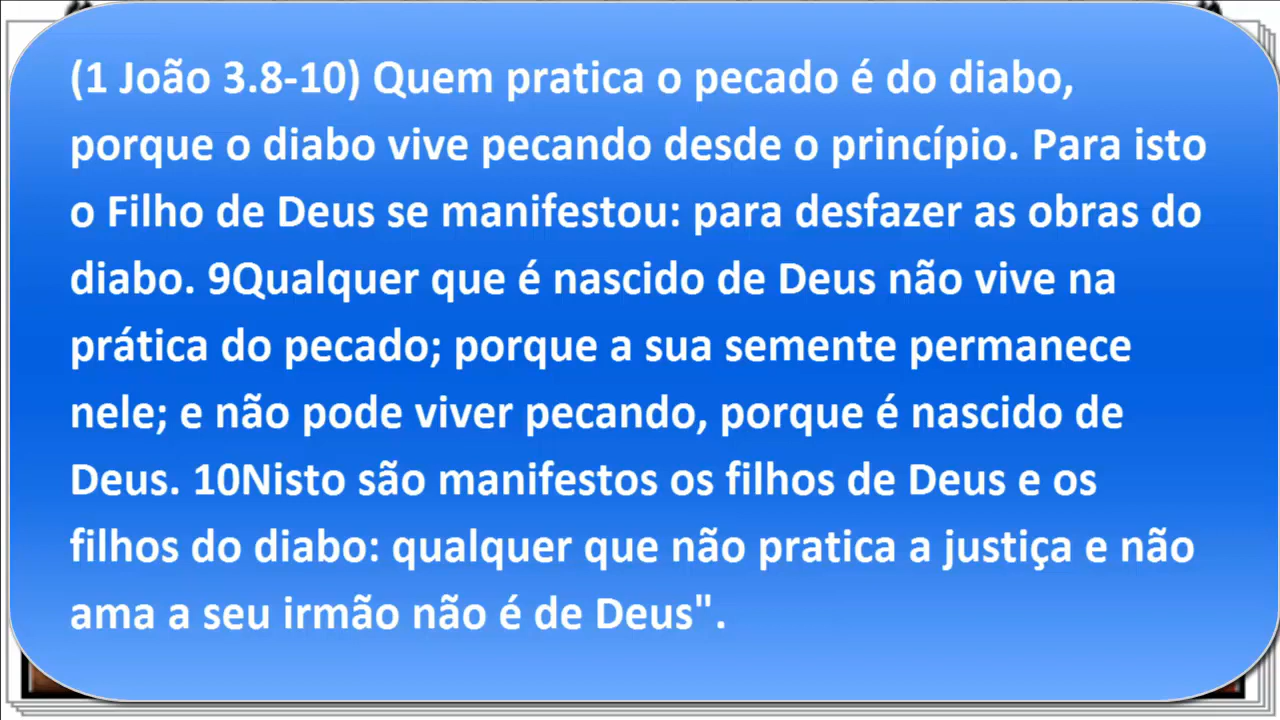 (1 João 3.8-10) Quem pratica o pecado é do diabo,
porque o diabo vive pecando desde o princípio. Para isto
o Filho de Deus se manifestou: para desfazer as obras do
diabo. 9Qualquer que é nascido de Deus não vive na
prática do pecado; porque a sua semente permanece
nele; e não pode viver pecando, porque é nascido de
Deus. 10Nisto são manifestos os filhos de Deus e os
filhos do diabo: qualquer que não pratica a justiça e não
ama a seu irmão não é de Deus".